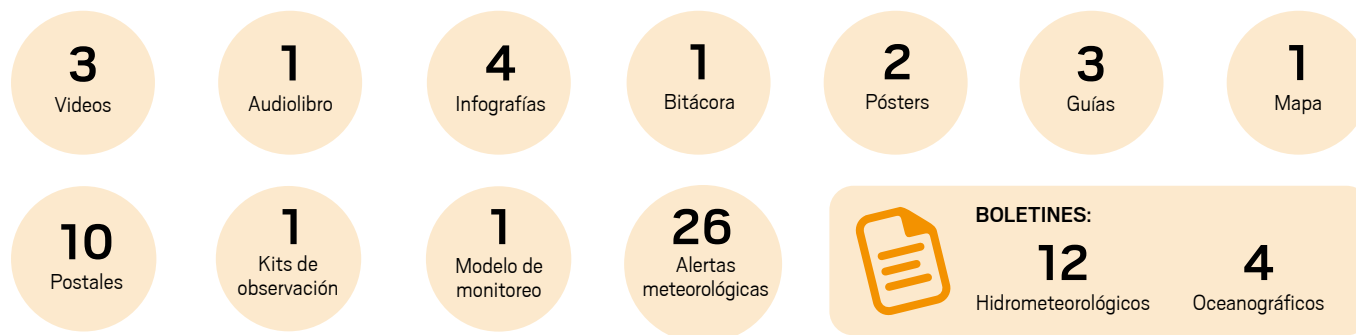 3
Videos
1
Audiolibro
4
Infografías
1
Bitácora
2
Pósters
3
Guías
1
Mapa
10
Postales
1
Kits de
observación
1
Modelo de
monitoreo
26
Alertas
meteorológicas
BOLETINES:
12
Hidrometeorológicos
4
Oceanográficos